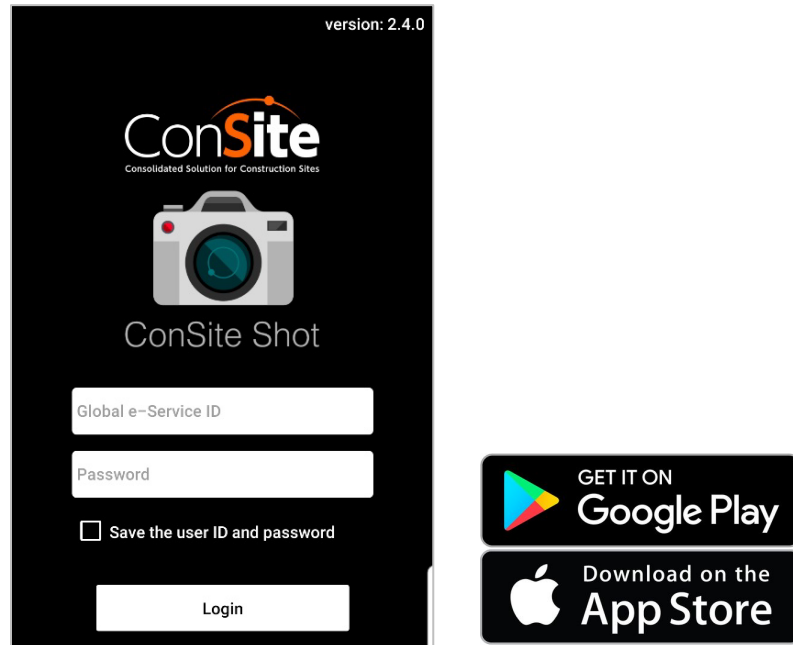 version: 2.4.0
ConSite
Consolidated Solution for Construction Sites
ConSite Shot
Global e-Service ID
Password
Save the user ID and password
Login
GET IT ON
Google Play
Download on the
App Store